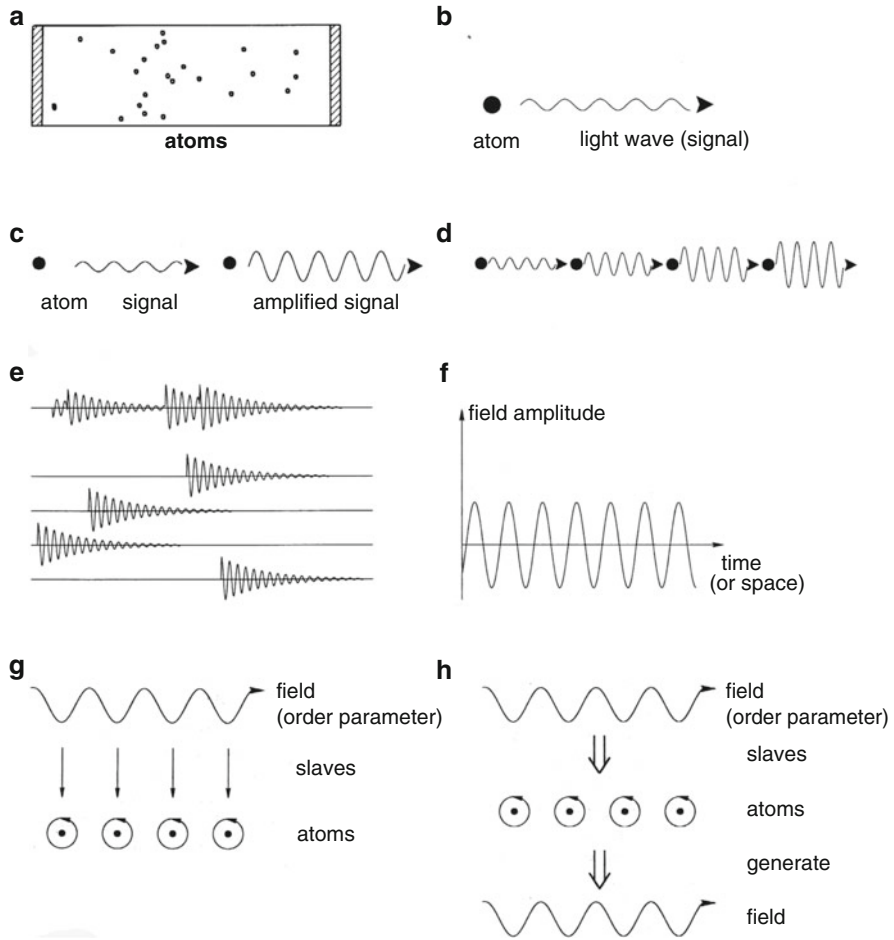 a
atoms
b
atom
light wave (signal)
c
atom
signal
amplified signal
d
e
f
field amplitude
time
(or space)
g
field
(order parameter)
slaves
atoms
h
field
(order parameter)
slaves
atoms
generate
field